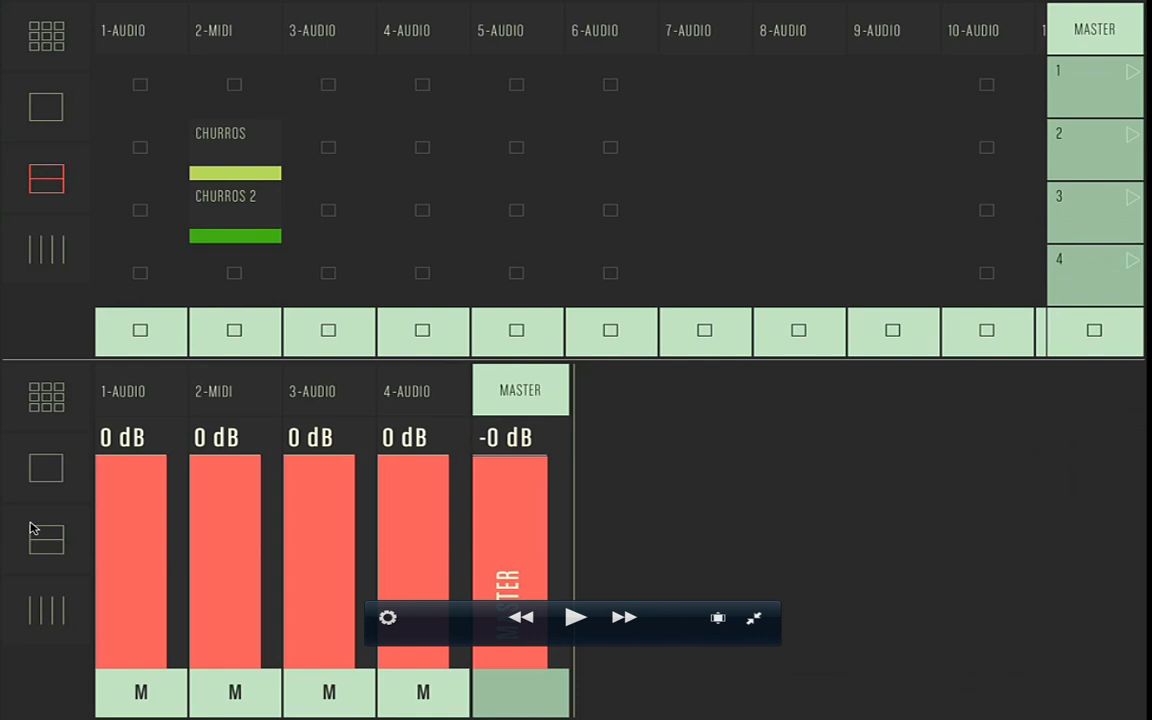 1-AUDIO 2-MIDI 3-AUDIO 4-AUDIO 5-AUDIO 6-AUDIO 7-AUDIO 8-AUDIO 9-AUDIO 10-AUDIO 1 MASTER
1
CHURROS 2
CHURROS 2 3
4
1-AUDIO 2-MIDI 3-AUDIO 4-AUDIO MASTER
0 dB 0 dB 0 dB 0 dB -0 dB
MASTER
M M M M